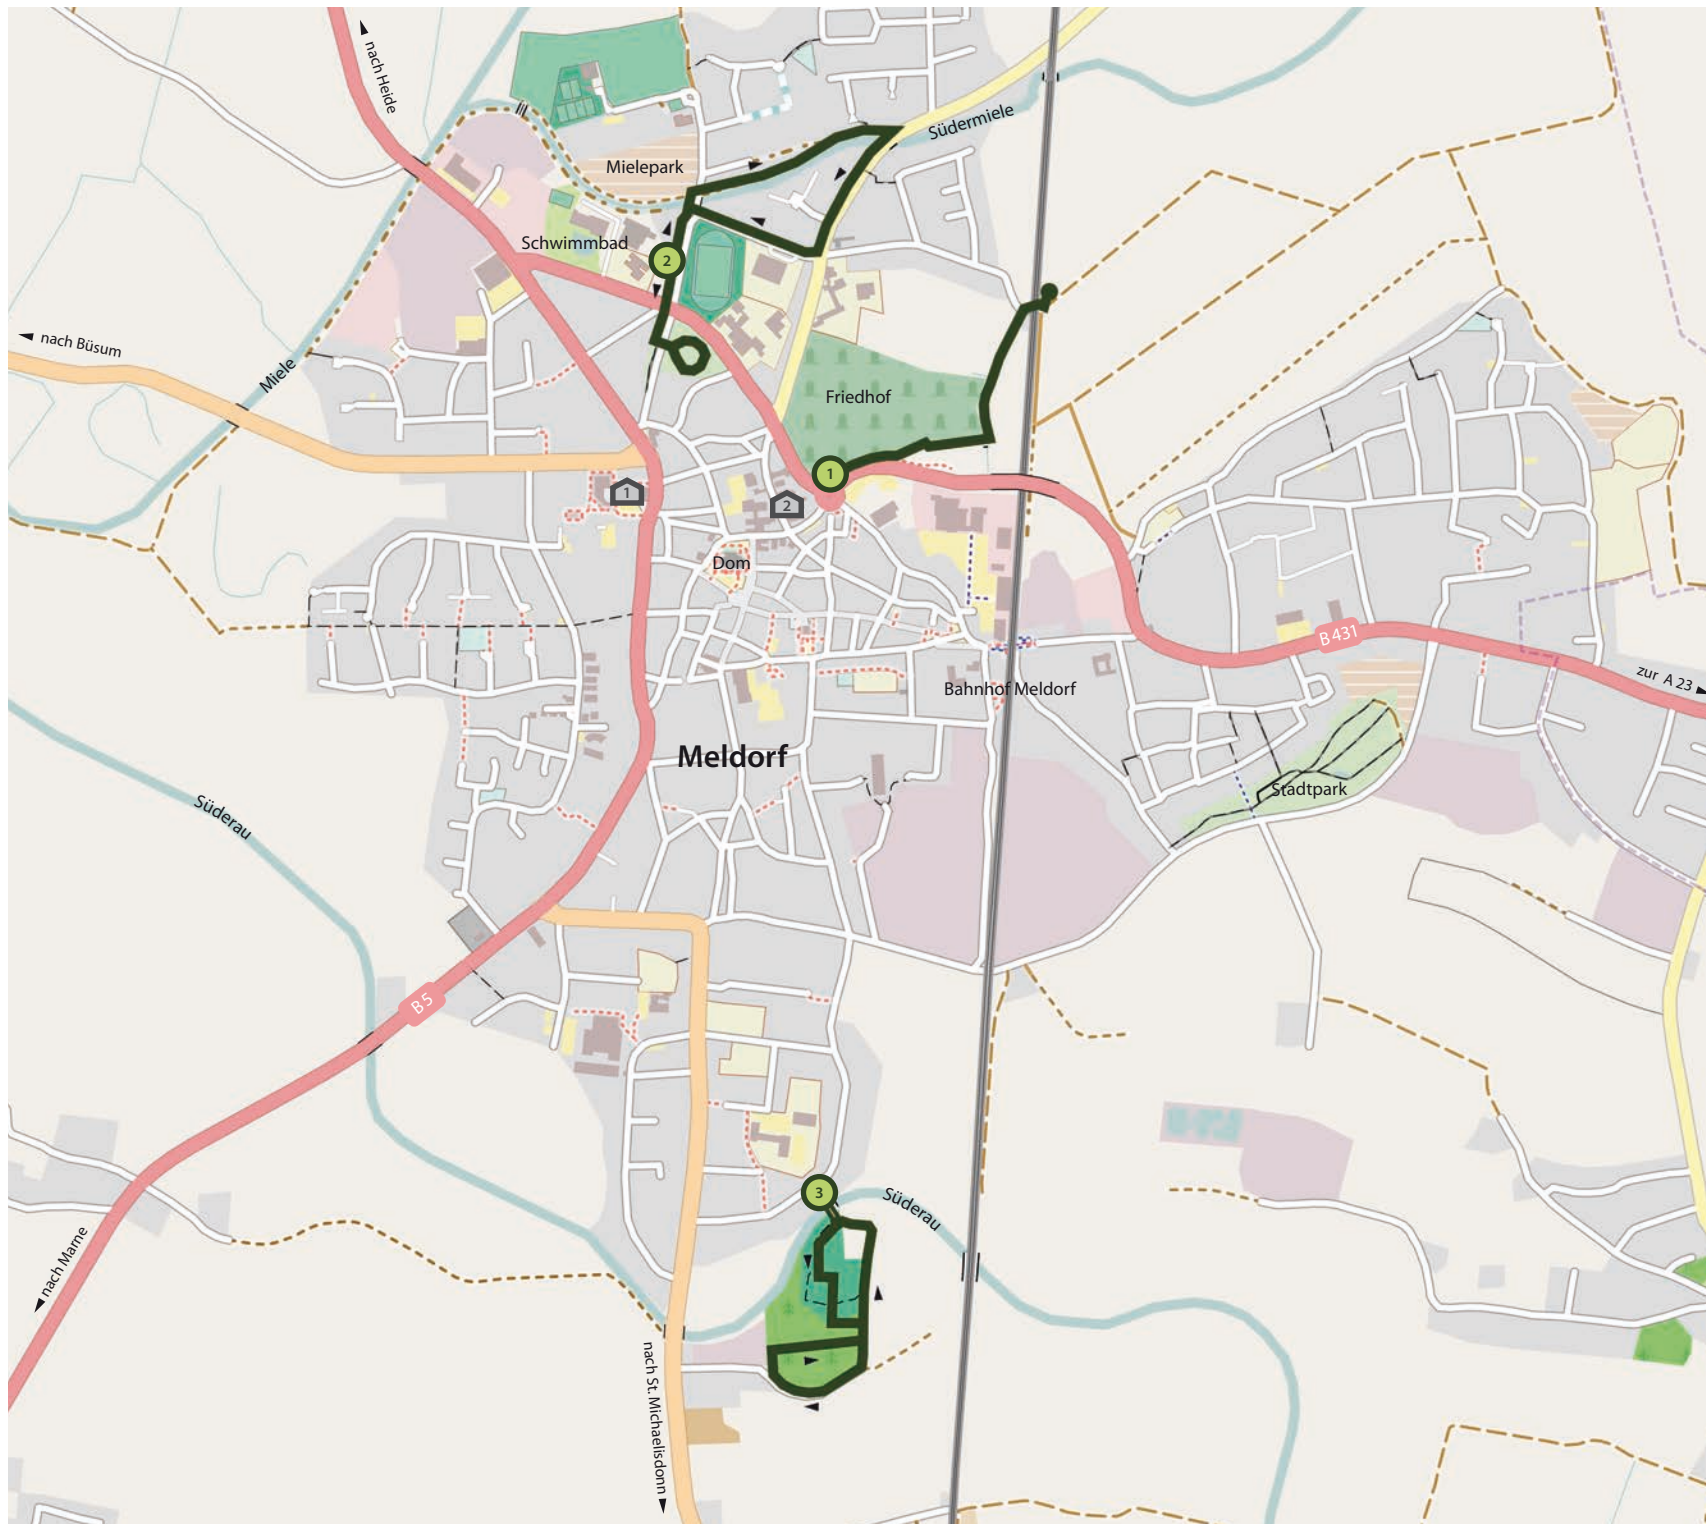 nach Heide
Südermiele
Mielepark
Schwimmbad
2
nach Büsum
Miele
Friedhof
1
1
2
Dom
B 431
zur A 23
Bahnhof Meldorf
Meldorf
Stadtpark
Süderau
B 5
3
Süderau
nach Marne
nach St. Michaelisdonn